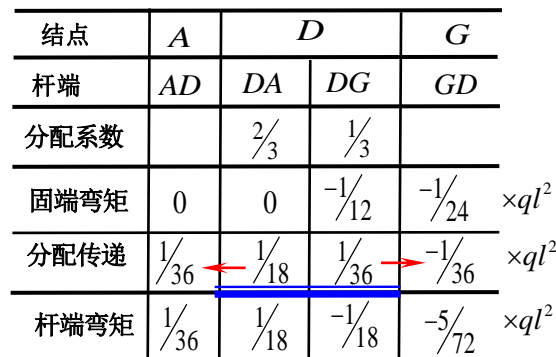 结点 A D G
杆端 AD DA DG GD
分配系数 2/3 1/3
固端弯矩 0 0 -1/12 -1/24 ×ql²
分配传递 1/36 1/18 1/36 -1/36 ×ql²
杆端弯矩 1/36 1/18 -1/18 -5/72 ×ql²